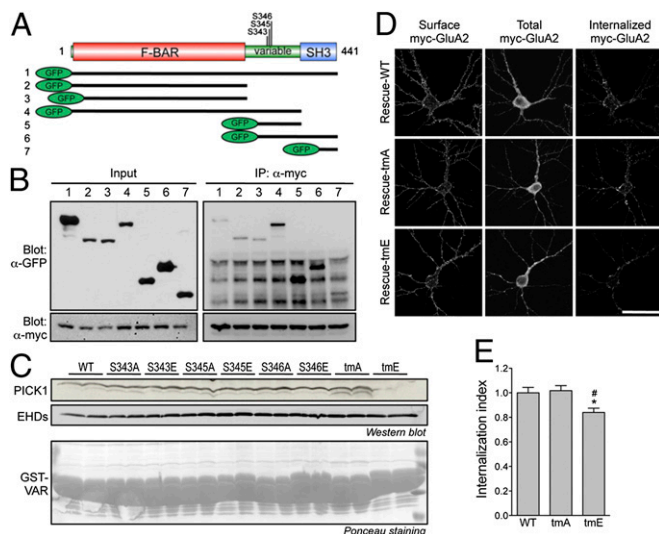 A
S346
S345
S343
1
F-BAR
variable
SH3
441
1 GFP
2 GFP
3 GFP
4 GFP
5 GFP
6 GFP
7 GFP
B
Input
IP: α-myc
1 2 3 4 5 6 7
1 2 3 4 5 6 7
Blot:
α-GFP
Blot:
α-myc
C
WT S343A S343E S345A S345E S346A S346E tmA tmE
PICK1
EHDs
Western blot
GST-
VAR
Ponceau staining
D
Surface
myc-GluA2
Total
myc-GluA2
Internalized
myc-GluA2
Rescue-WT
Rescue-tmA
Rescue-tmE
E
Internalization index
1.2
1.0
0.8
0.6
0.4
0.2
0.0
#
*
WT tmA tmE